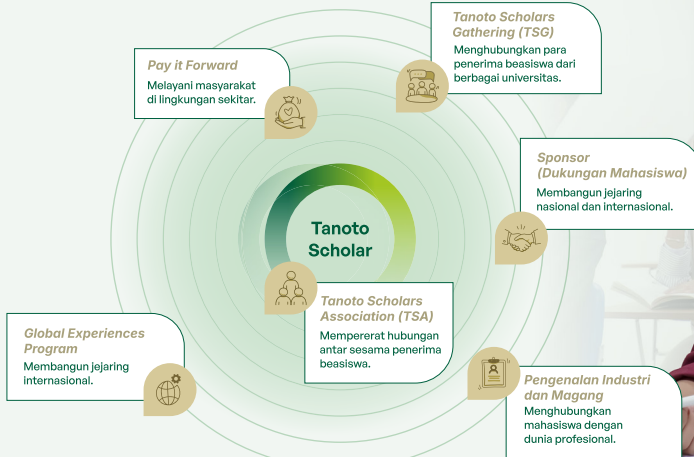 Tanoto Scholars
Gathering (TSG)
Menghubungkan para
penerima beasiswa dari
berbagai universitas.
Pay it Forward
Melayani masyarakat
di lingkungan sekitar.
Sponsor
(Dukungan Mahasiswa)
Membangun jejaring
nasional dan internasional.
Tanoto
Scholar
Tanoto Scholars
Association (TSA)
Mempererat hubungan
antar sesama penerima
beasiswa.
Global Experiences
Program
Membangun jejaring
internasional.
Pengenalan Industri
dan Magang
Menghubungkan
mahasiswa dengan
dunia profesional.